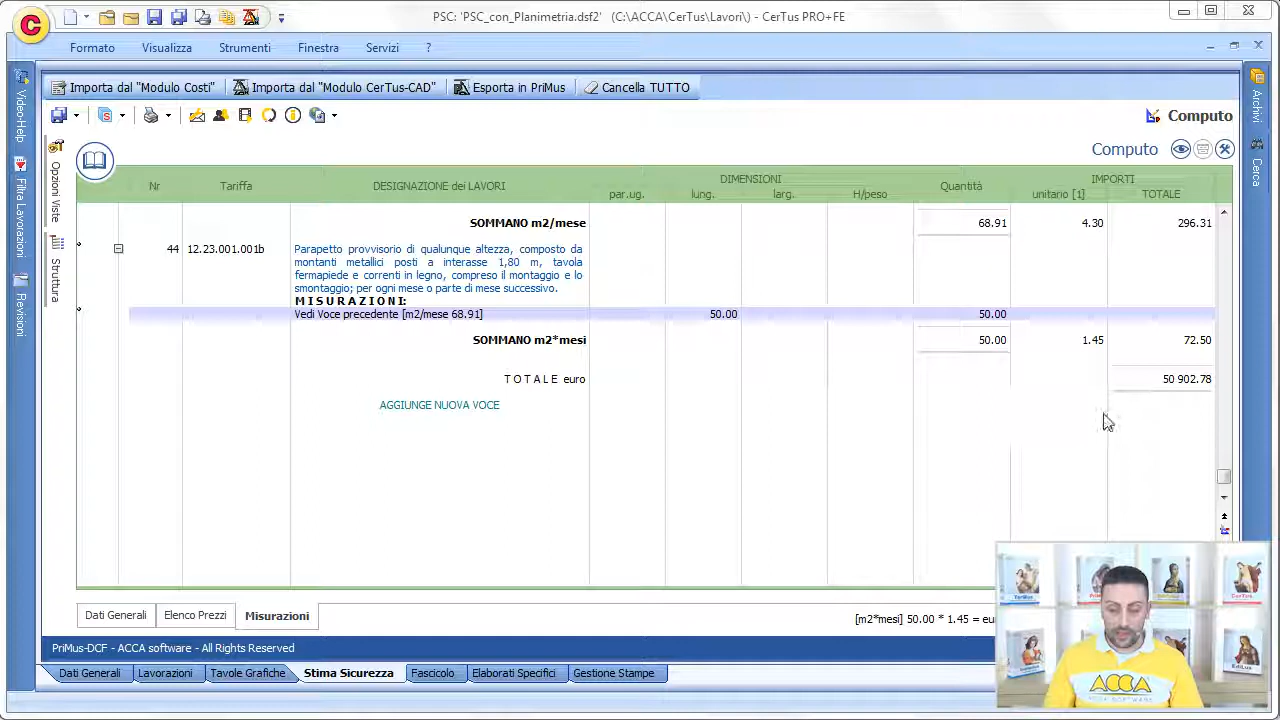 PSC 'PSC_con_Planimetria.dsf2' (C:\ACCA\CerTus\Lavori\) - CerTus PRO+FE
Formato Visualizza Strumenti Finestra Servizi ?
Importa dal "Modulo Costi" Importa dal "Modulo CerTus-CAD" Esporta in PriMus Cancella TUTTO
Computo
Computo
Video-Help
Filtra Lavorazioni
Revisioni
Opzioni Viste
Struttura
Archivi
Cerca
Nr Tariffa DESIGNAZIONE dei LAVORI DIMENSIONI Quantità IMPORTI
par.ug. lung. larg. H/peso unitario [1] TOTALE
SOMMANO m2/mese 68.91 4.30 296.31
44 12.23.001.001b Parapetto provvisorio di qualunque altezza, composto da
montanti metallici posti a interasse 1,80 m, tavola
fermapiede e correnti in legno, compreso il montaggio e lo
smontaggio; per ogni mese o parte di mese successivo.
MISURAZIONI:
Vedi Voce precedente [m2/mese 68.91] 50.00 50.00
SOMMANO m2*mesi 50.00 1.45 72.50
TOTALE euro 50 902.78
AGGIUNGE NUOVA VOCE
Dati Generali Elenco Prezzi Misurazioni
[m2*mesi] 50.00 * 1.45 = eu
PriMus-DCF - ACCA software - All Rights Reserved
Dati Generali Lavorazioni Tavole Grafiche Stima Sicurezza Fascicolo Elaborati Specifici Gestione Stampe
CerTus
EdiLus
ACCA